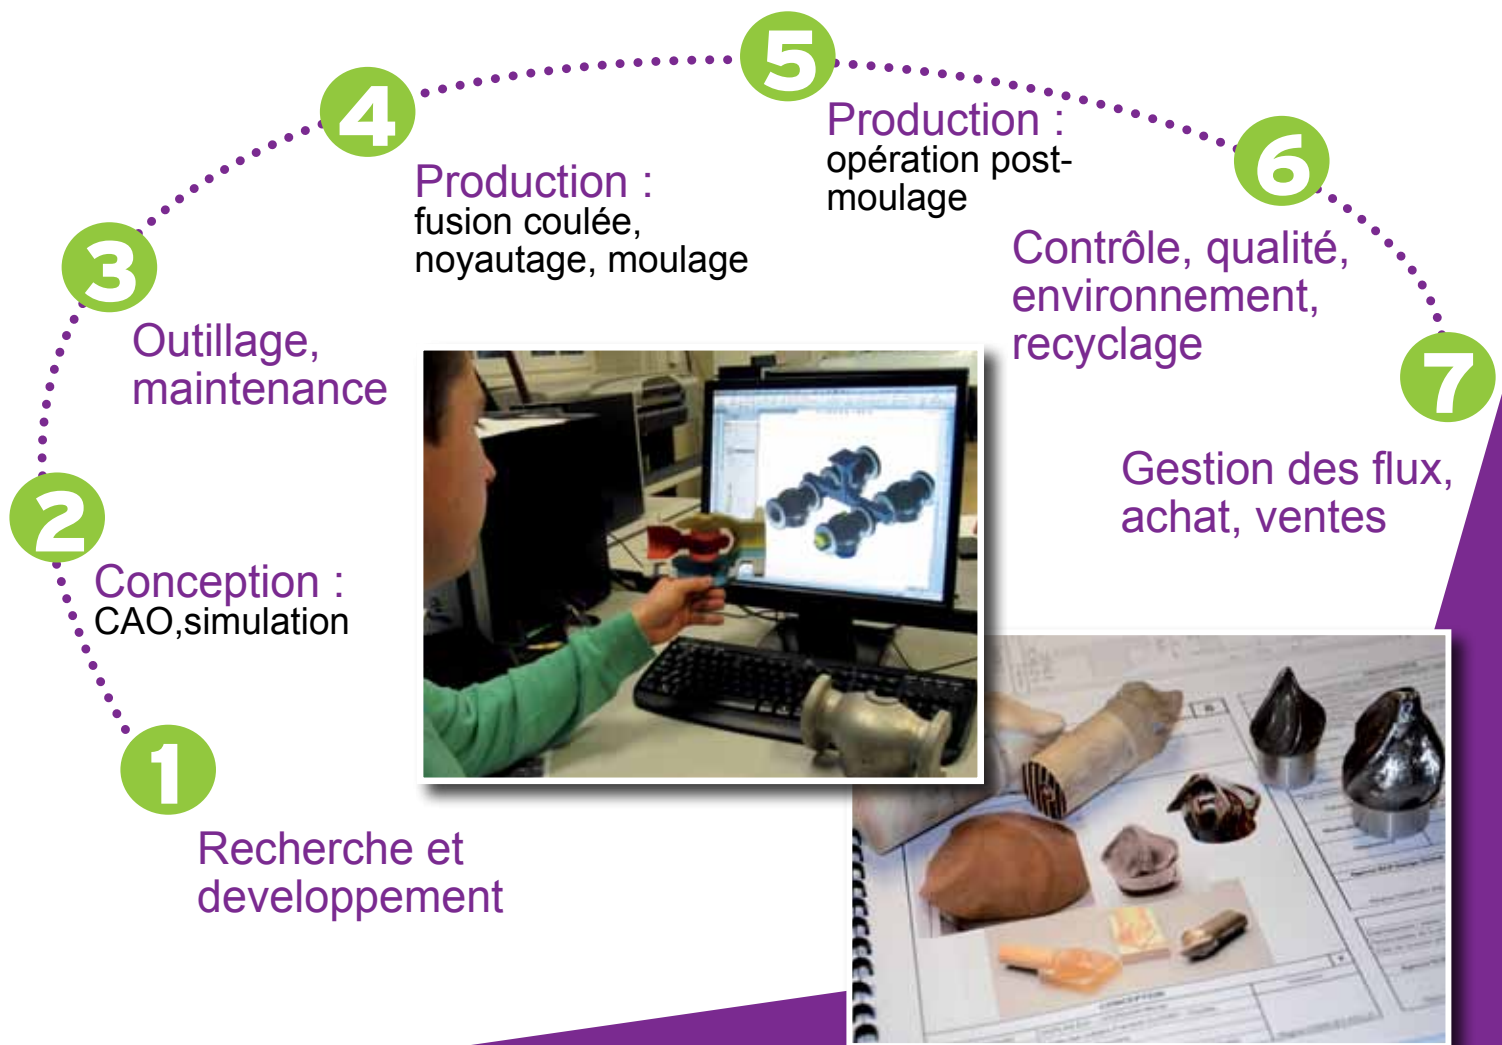 1
Recherche et
developpement
2
Conception :
CAO,simulation
3
Outillage,
maintenance
4
Production :
fusion coulée,
noyautage, moulage
5
Production :
opération post-
moulage
6
Contrôle, qualité,
environnement,
recyclage
7
Gestion des flux,
achat, ventes
CONCEPTION